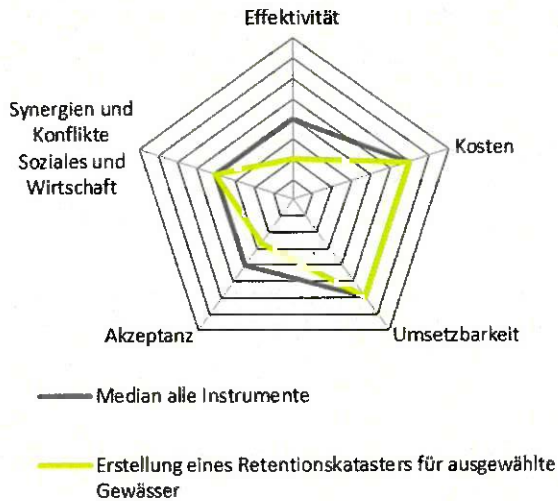 Effektivität
Synergien und
Konflikte
Soziales und
Wirtschaft
Kosten
Akzeptanz
Umsetzbarkeit
Median alle Instrumente
Erstellung eines Retentionskatasters für ausgewählte
Gewässer